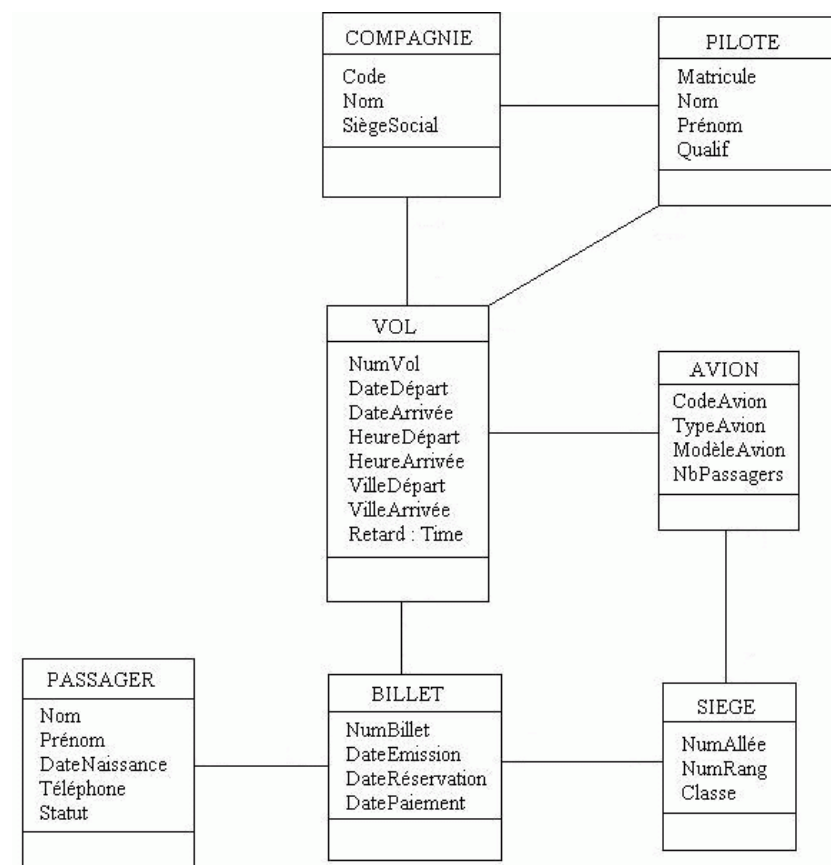 COMPAGNIE
Code
Nom
SiègeSocial
PILOTE
Matricule
Nom
Prénom
Qualif
VOL
NumVol
DateDépart
DateArrivée
HeureDépart
HeureArrivée
VilleDépart
VilleArrivée
Retard : Time
AVION
CodeAvion
TypeAvion
ModèleAvion
NbPassagers
PASSAGER
Nom
Prénom
DateNaissance
Téléphone
Statut
BILLET
NumBillet
DateEmission
DateRéservation
DatePaiement
SIEGE
NumAllée
NumRang
Classe